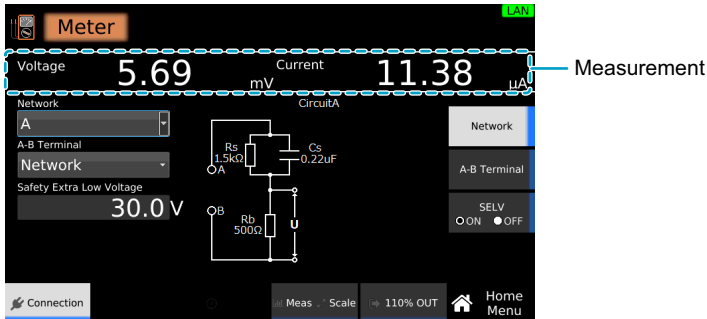 LAN
Meter
Voltage 5.69 mV Current 11.38 µA
Measurement
Network
CircuitA
A
A-B Terminal
Network
Safety Extra Low Voltage
30.0 V
Rs
1.5kΩ
Cs
0.22uF
A
B
Rb
500Ω
U
Network
A-B Terminal
SELV
ON OFF
Connection
Meas Scale
110% OUT
Home
Menu